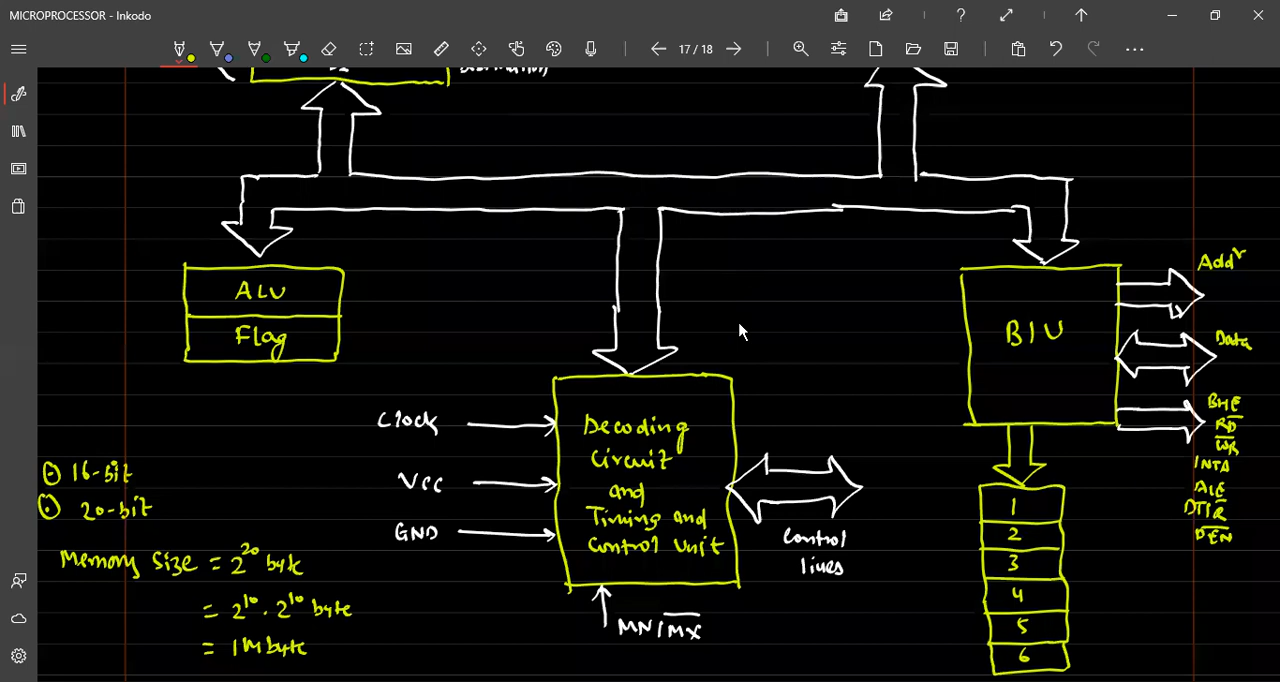 MICROPROCESSOR - Inkodo
17 / 18
Destination
ALU
Flag
BIU
Addr
Data
BHE
RD
WR
INTA
ALE
DT/R
DEN
Clock
VCC
GND
Decoding
Circuit
and
Timing and
Control Unit
Control
lines
MN/MX
16-bit
20-bit
Memory size = 2^20 byte
= 2^10 . 2^10 byte
= 1M byte
1
2
3
4
5
6